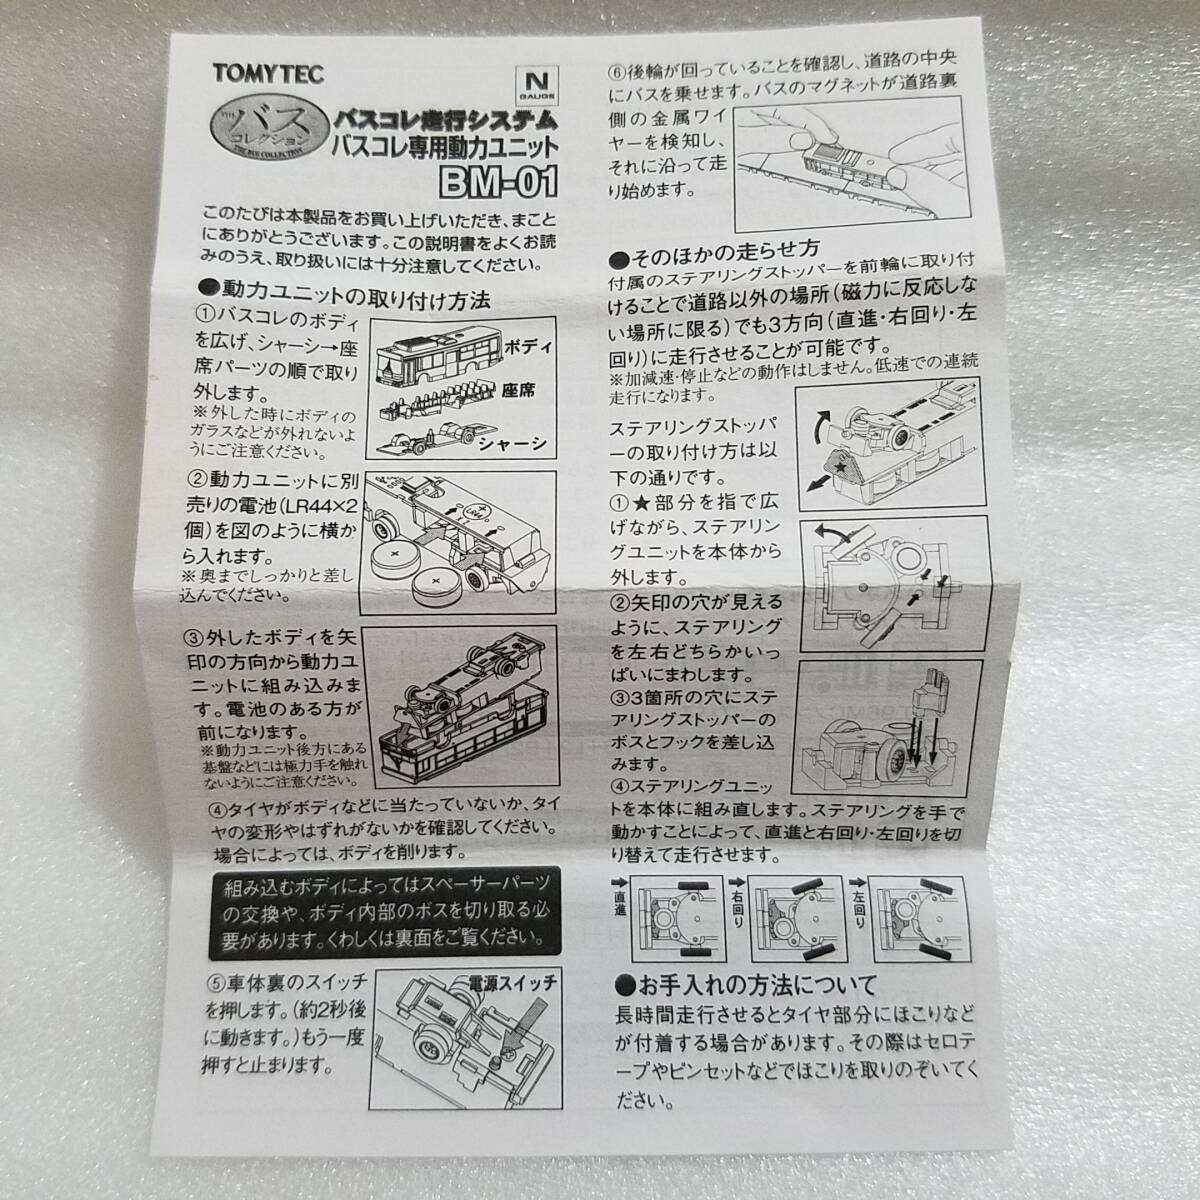 TOMYTEC
N
GAUGE
THE
バス
コレクション
THE BUS COLLECTION
バスコレ走行システム
バスコレ専用動力ユニット
BM-01
このたびは本製品をお買い上げいただき、まこと
にありがとうございます。この説明書をよくお読
みのうえ、取り扱いには十分注意してください。
●動力ユニットの取り付け方法
①バスコレのボディ
を広げ、シャーシ→座
席パーツの順で取り
外します。
※外した時にボディの
ガラスなどが外れないよ
うにご注意ください。
ボディ
座席
シャーシ
②動力ユニットに別
売りの電池(LR44×2
個)を図のように横か
ら入れます。
※奥までしっかりと差し
込んでください。
LR44
③外したボディを矢
印の方向から動力ユ
ニットに組み込みま
す。電池のある方が
前になります。
※動力ユニット後方にある
基盤などには極力手を触れ
ないようにご注意ください。
④タイヤがボディなどに当たっていないか、タイ
ヤの変形やはずれがないかを確認してください。
場合によっては、ボディを削ります。
組み込むボディによってはスペーサーパーツ
の交換や、ボディ内部のボスを切り取る必
要があります。くわしくは裏面をご覧ください。
⑤車体裏のスイッチ
を押します。(約2秒後
に動きます。)もう一度
押すと止まります。
電源スイッチ
⑥後輪が回っていることを確認し、道路の中央
にバスを乗せます。バスのマグネットが道路裏
側の金属ワイ
ヤーを検知し、
それに沿って走
り始めます。
●そのほかの走らせ方
付属のステアリングストッパーを前輪に取り付
けることで道路以外の場所(磁力に反応しな
い場所に限る)でも3方向(直進・右回り・左
回り)に走行させることが可能です。
※加減速・停止などの動作はしません。低速での連続
走行になります。
ステアリングストッパ
ーの取り付け方は以
下の通りです。
①★部分を指で広
げながら、ステアリン
グユニットを本体から
外します。
②矢印の穴が見える
ように、ステアリング
を左右どちらかいっ
ぱいにまわします。
③3箇所の穴にステ
アリングストッパーの
ボスとフックを差し込
みます。
④ステアリングユニッ
トを本体に組み直します。ステアリングを手で
動かすことによって、直進と右回り・左回りを切
り替えて走行させます。
直進
右回り
左回り
●お手入れの方法について
長時間走行させるとタイヤ部分にほこりなど
が付着する場合があります。その際はセロテ
ープやピンセットなどでほこりを取りのぞいてく
ださい。